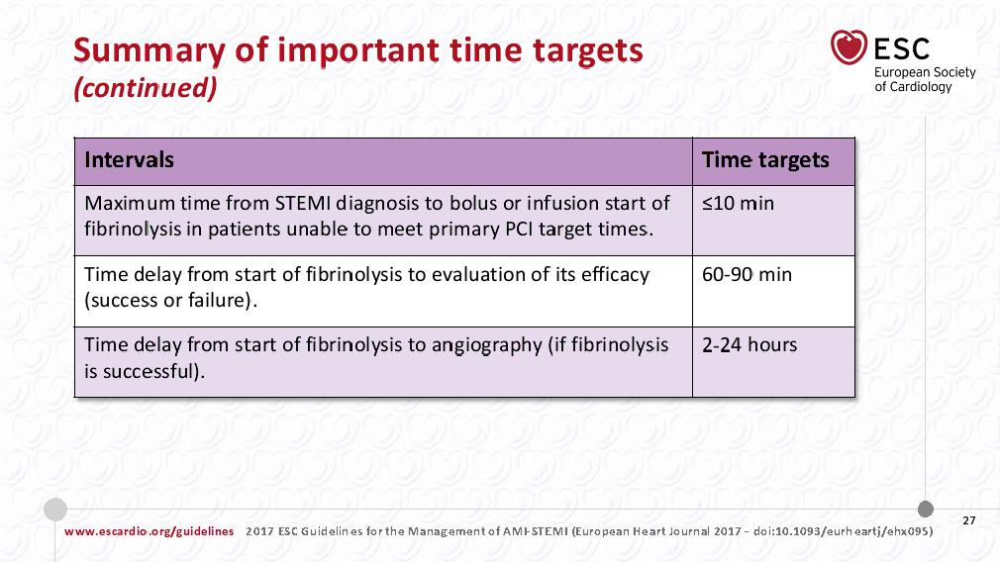 Summary of important time targets
(continued)
ESC
European Society
of Cardiology
Intervals
Time targets
Maximum time from STEMI diagnosis to bolus or infusion start of
fibrinolysis in patients unable to meet primary PCI target times.
≤10 min
Time delay from start of fibrinolysis to evaluation of its efficacy
(success or failure).
60-90 min
Time delay from start of fibrinolysis to angiography (if fibrinolysis
is successful).
2-24 hours
27
www.escardio.org/guidelines 2017 ESC Guidelines for the Management of AMI-STEMI (European Heart Journal 2017 - doi:10.1093/eurheartj/ehx095)